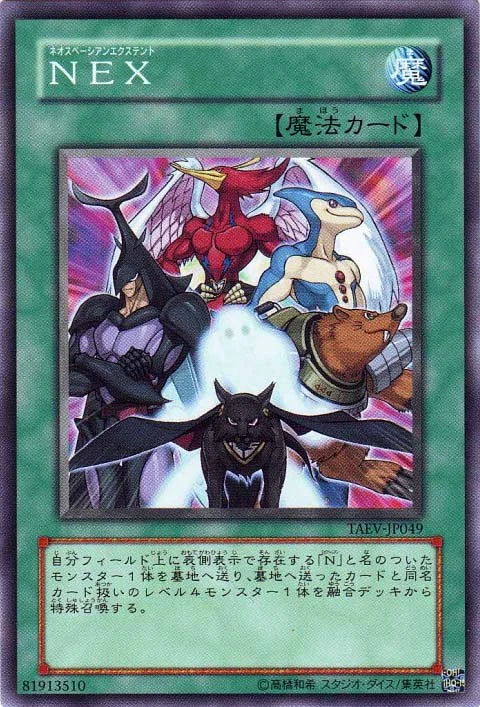 ネオスペーシアンエクステント
NEX
魔
まほう
【魔法カード】
TAEV-JP049
自分フィールド上に表側表示で存在する「N」と名のついた
モンスター1体を墓地へ送り、墓地へ送ったカードと同名
カード扱いのレベル4モンスター1体を融合デッキから
特殊召喚する。
81913510
©高橋和希 スタジオ・ダイス/集英社